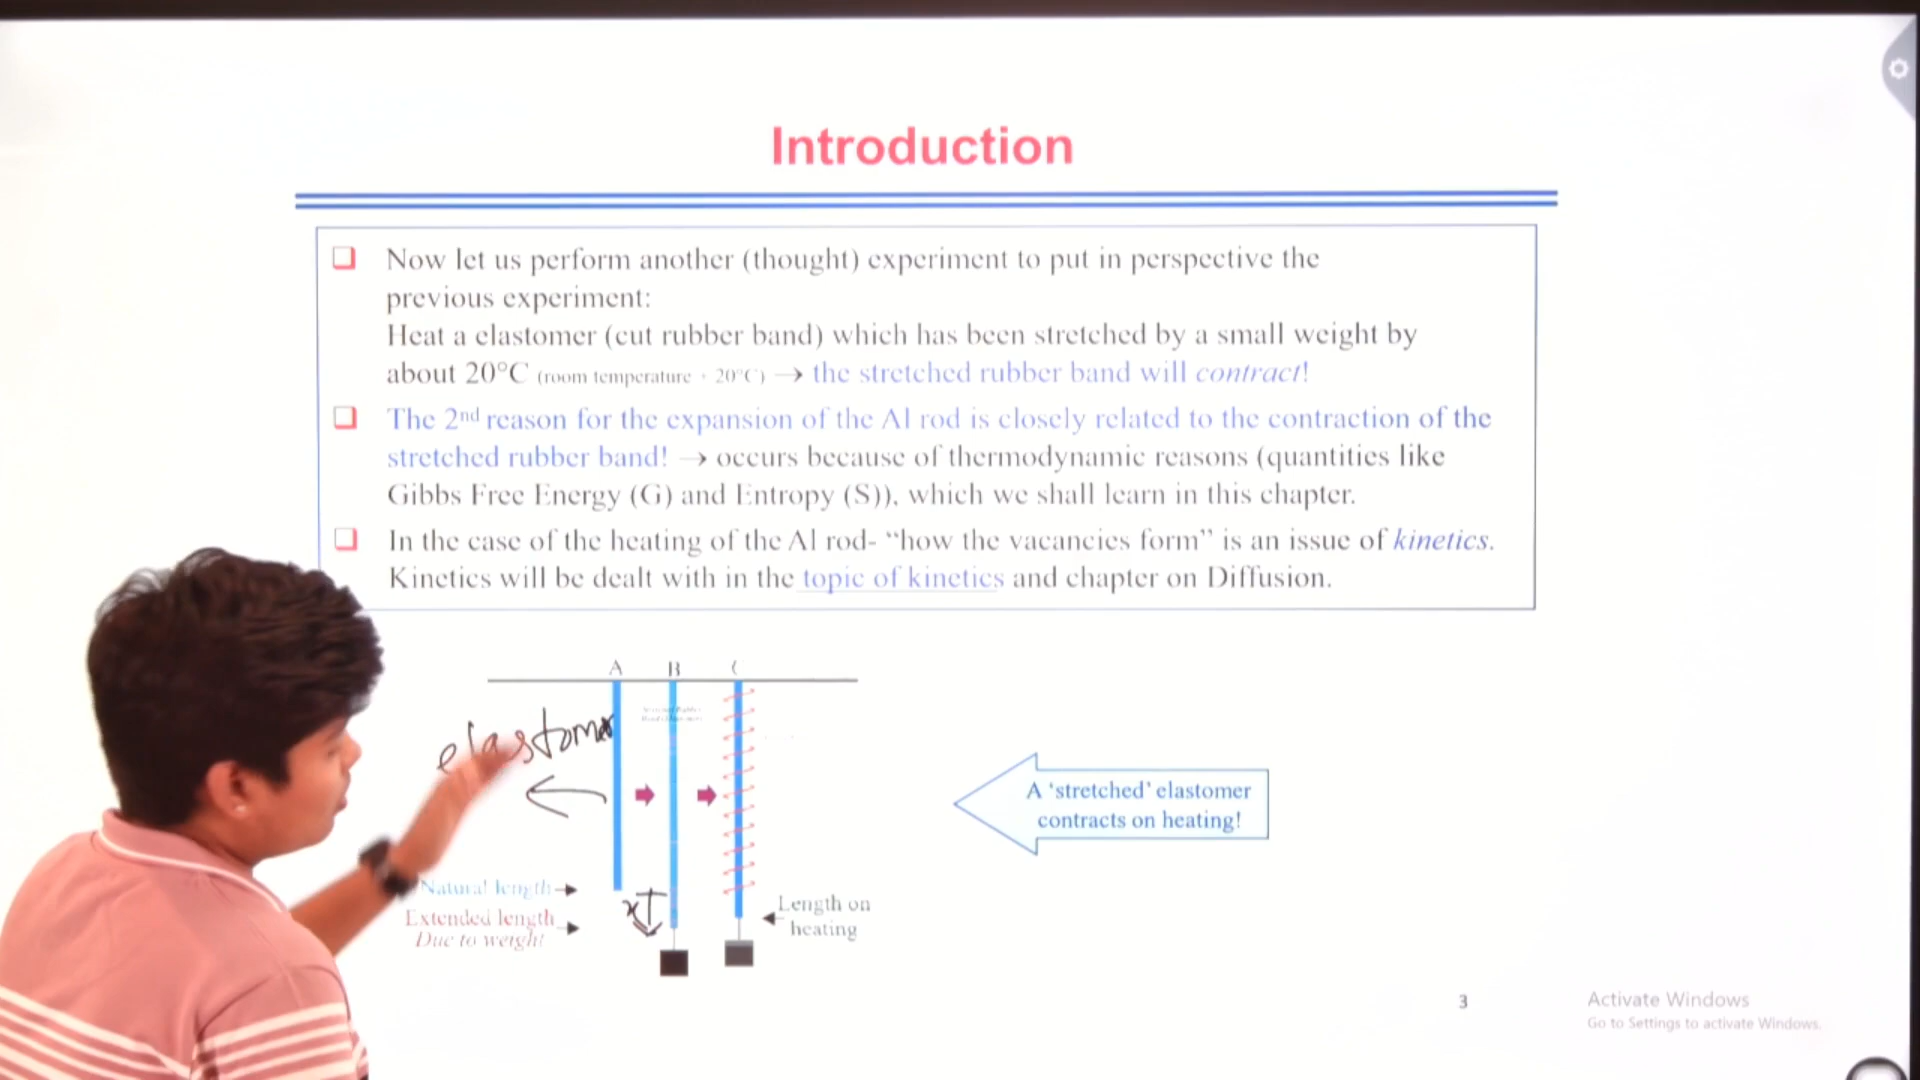 Introduction
Now let us perform another (thought) experiment to put in perspective the
previous experiment:
Heat a elastomer (cut rubber band) which has been stretched by a small weight by
about 20°C (room temperature + 20°C) → the stretched rubber band will contract!
The 2nd reason for the expansion of the Al rod is closely related to the contraction of the
stretched rubber band! → occurs because of thermodynamic reasons (quantities like
Gibbs Free Energy (G) and Entropy (S)), which we shall learn in this chapter.
In the case of the heating of the Al rod- “how the vacancies form” is an issue of kinetics.
Kinetics will be dealt with in the topic of kinetics and chapter on Diffusion.
A B C
elastomer
A ‘stretched’ elastomer
contracts on heating!
Natural length
Extended length
Due to weight
Length on
heating
3
Activate Windows
Go to Settings to activate Windows.